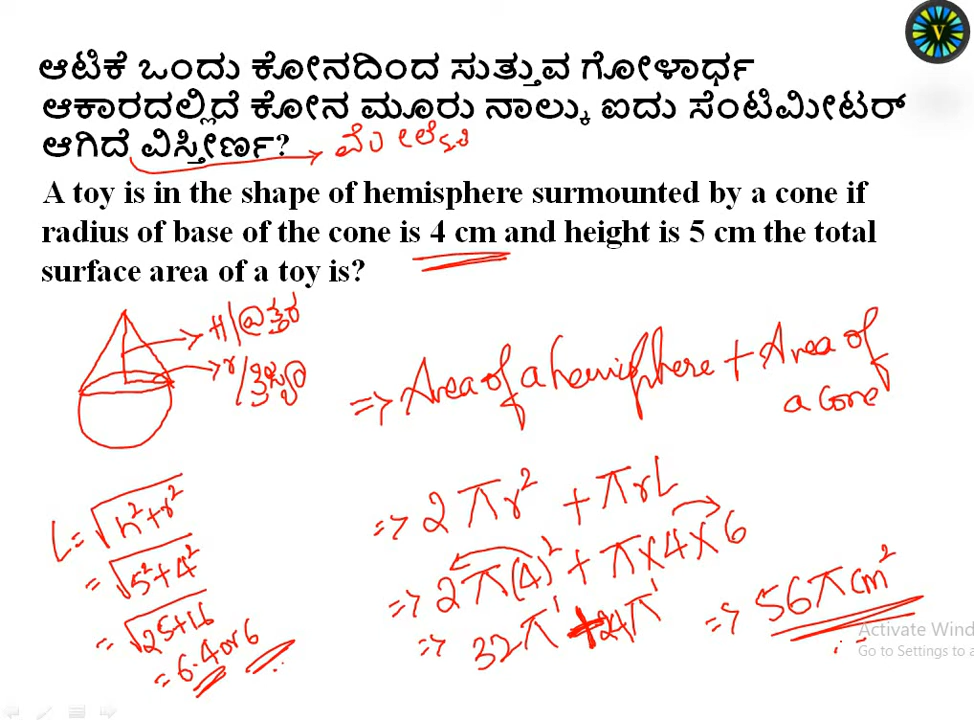 V
ಆಟಿಕೆ ಒಂದು ಕೋನದಿಂದ ಸುತ್ತುವ ಗೋಳಾರ್ಧ
ಆಕಾರದಲ್ಲಿದೆ ಕೋನ ಮೂರು ನಾಲ್ಕು ಐದು ಸೆಂಟಿಮೀಟರ್
ಆಗಿದೆ ವಿಸ್ತೀರ್ಣ?
A toy is in the shape of hemisphere surmounted by a cone if
radius of base of the cone is 4 cm and height is 5 cm the total
surface area of a toy is?
H/ಎತ್ತರ
r/ತ್ರಿಜ್ಯ
=> Area of a hemisphere + Area of
a cone
L = √h²+r²
= √5²+4²
= √25+16
= 6.4 or 6
=> 2πr² + πrL
=> 2π(4)² + π×4×6
=> 32π + 24π
=> 56π cm²
Activate Wind
Go to Settings to a